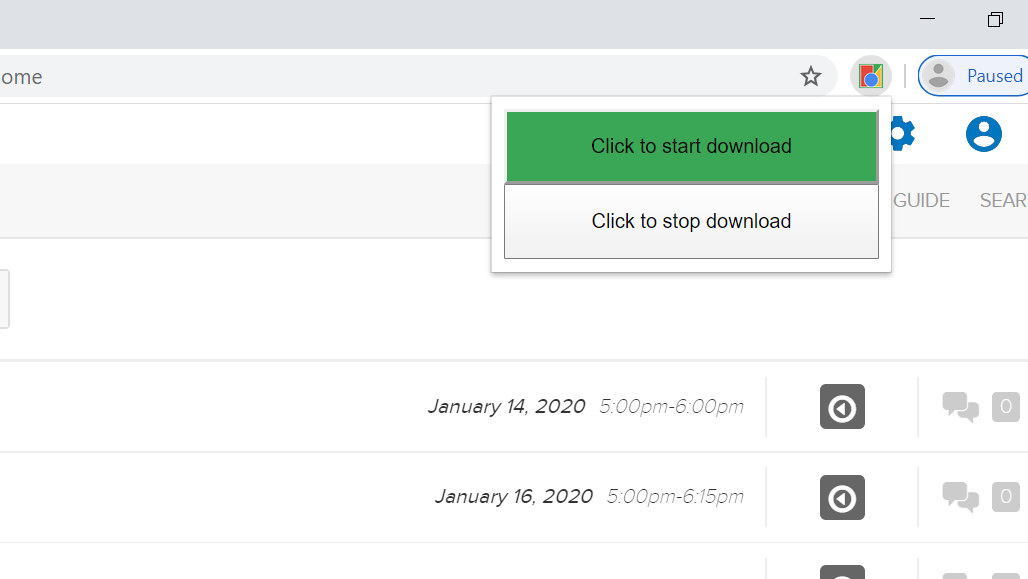 ome
Paused
Click to start download
Click to stop download
GUIDE SEAR
January 14, 2020 5:00pm-6:00pm 0
January 16, 2020 5:00pm-6:15pm 0